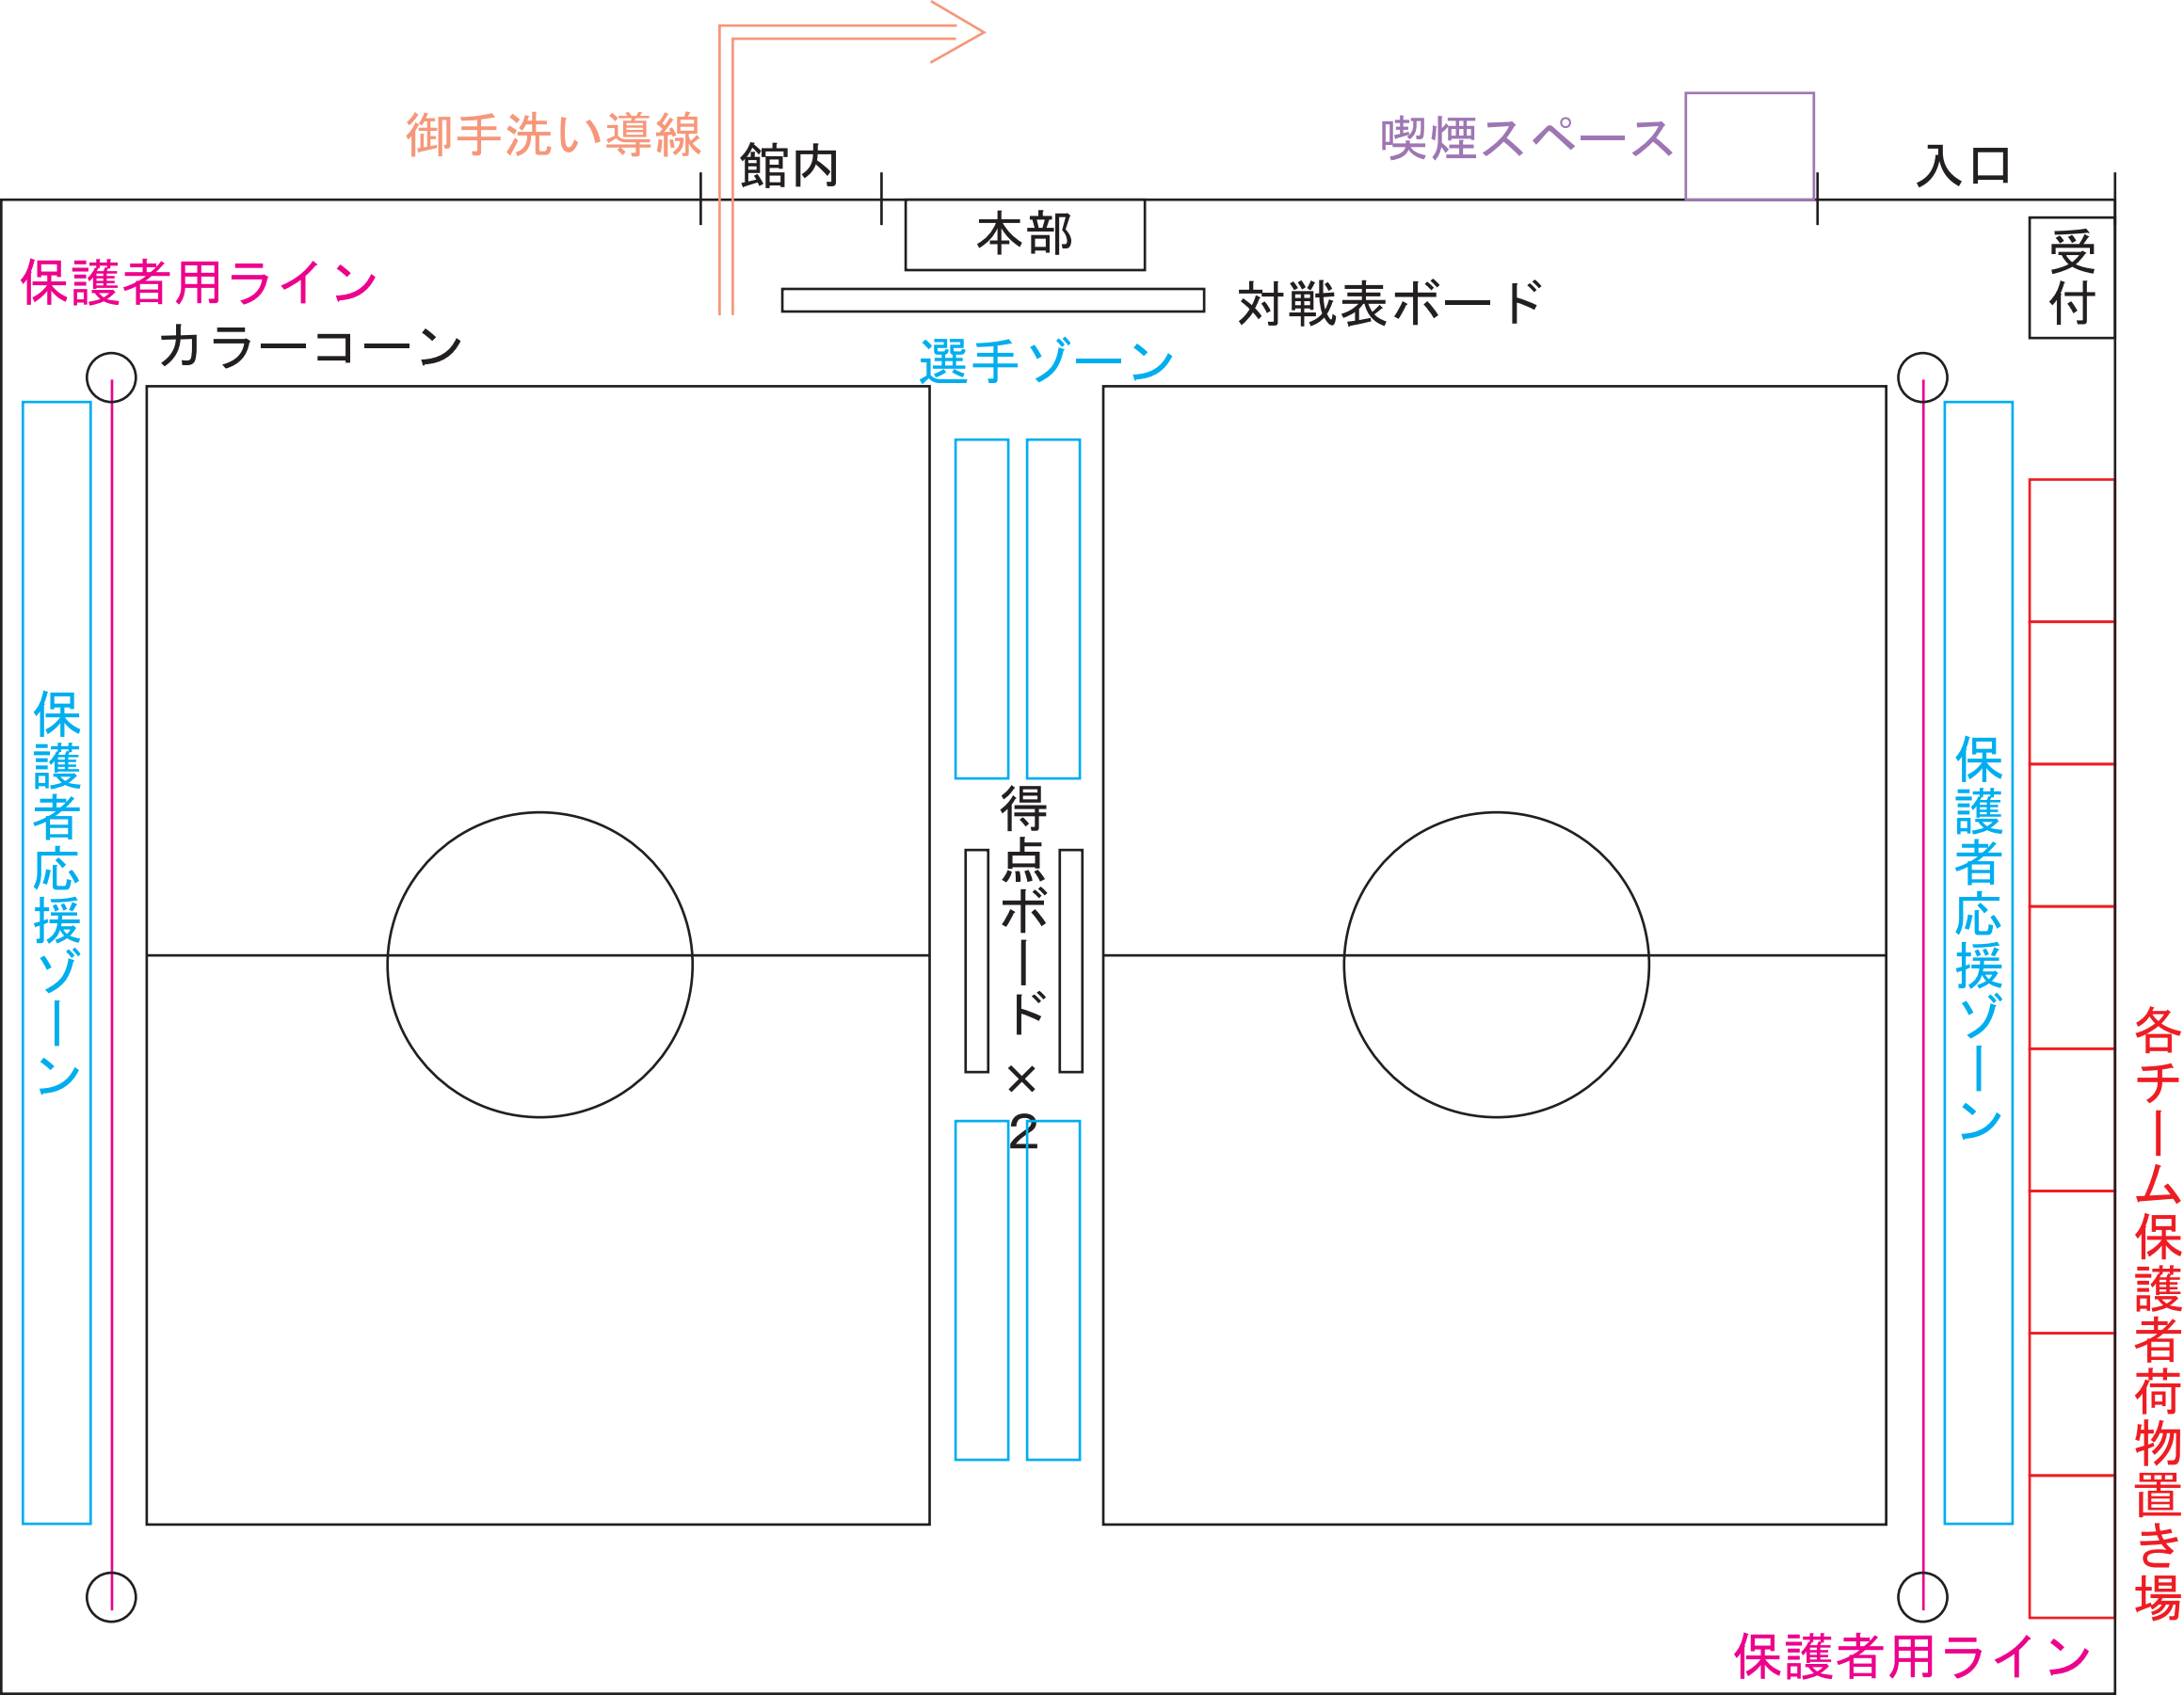 御手洗い導線
館内
喫煙スペース
入口
本部
受付
保護者用ライン
対戦表ボード
カラーコーン
選手ゾーン
保護者応援ゾーン
得点ボード×2
保護者応援ゾーン
各チーム保護者荷物置き場
保護者用ライン